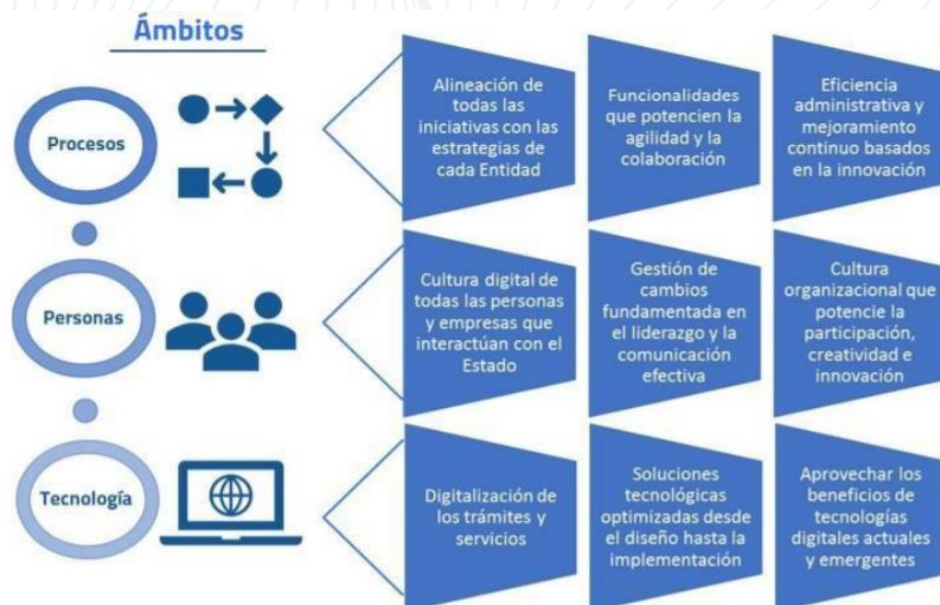 Ámbitos
Procesos
Alineación de
todas las
iniciativas con las
estrategias de
cada Entidad
Funcionalidades
que potencien la
agilidad y la
colaboración
Eficiencia
administrativa y
mejoramiento
continuo basados
en la innovación
Personas
Cultura digital de
todas las personas
y empresas que
interactúan con el
Estado
Gestión de
cambios
fundamentada en
el liderazgo y la
comunicación
efectiva
Cultura
organizacional que
potencie la
participación,
creatividad e
innovación
Tecnología
Digitalización de
los trámites y
servicios
Soluciones
tecnológicas
optimizadas desde
el diseño hasta la
implementación
Aprovechar los
beneficios de
tecnologías
digitales actuales
y emergentes